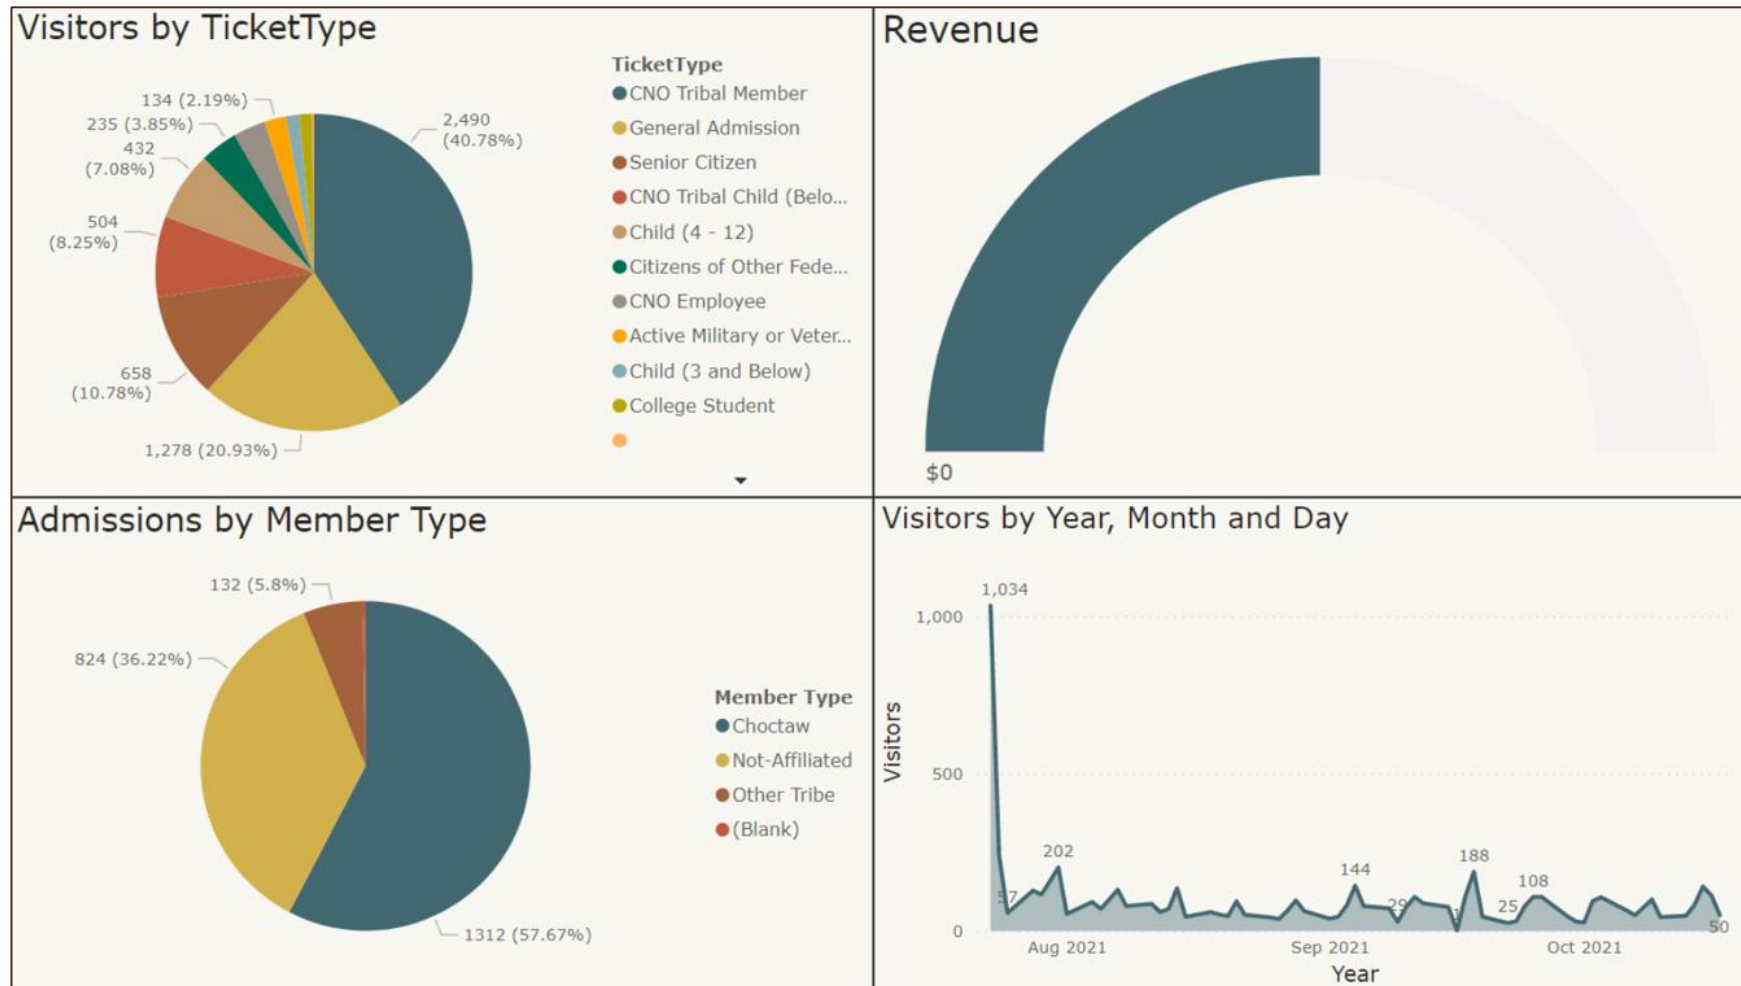 Visitors by TicketType
134 (2.19%)
235 (3.85%)
432
(7.08%)
504
(8.25%)
658
(10.78%)
1,278 (20.93%)
2,490
(40.78%)
TicketType
CNO Tribal Member
General Admission
Senior Citizen
CNO Tribal Child (Belo...
Child (4 - 12)
Citizens of Other Fede...
CNO Employee
Active Military or Veter...
Child (3 and Below)
College Student
Revenue
$0
Admissions by Member Type
132 (5.8%)
824 (36.22%)
1312 (57.67%)
Member Type
Choctaw
Not-Affiliated
Other Tribe
(Blank)
Visitors by Year, Month and Day
1,034
1,000
Visitors
500
202
144
188
108
57
29
1
25
50
0
Aug 2021
Sep 2021
Oct 2021
Year